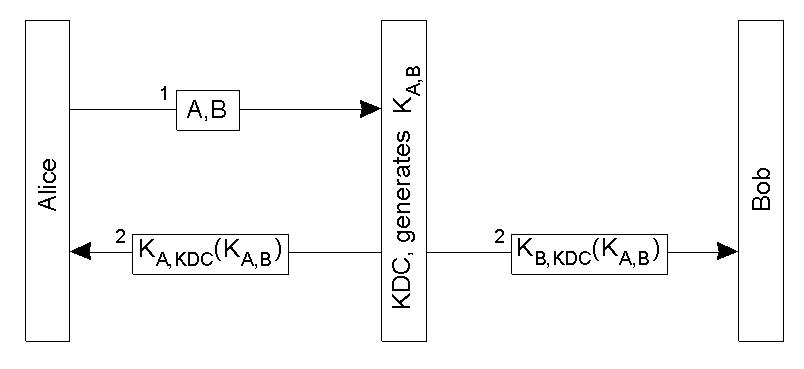 Alice
1
A,B
KDC, generates K_A,B
Bob
2
K_A,KDC(K_A,B)
2
K_B,KDC(K_A,B)